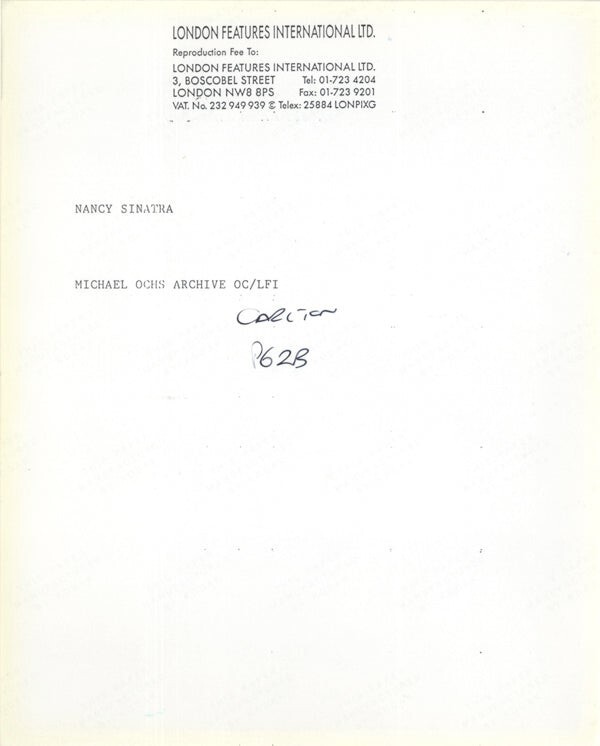 LONDON FEATURES INTERNATIONAL LTD.
Reproduction Fee To:
LONDON FEATURES INTERNATIONAL LTD.
3, BOSCOBEL STREET Tel: 01-723 4204
LONDON NW8 8PS Fax: 01-723 9201
VAT. No. 232 949 939 Telex: 25884 LONPIXG
NANCY SINATRA
MICHAEL OCHS ARCHIVE OC/LFI
CARLTON
P62B